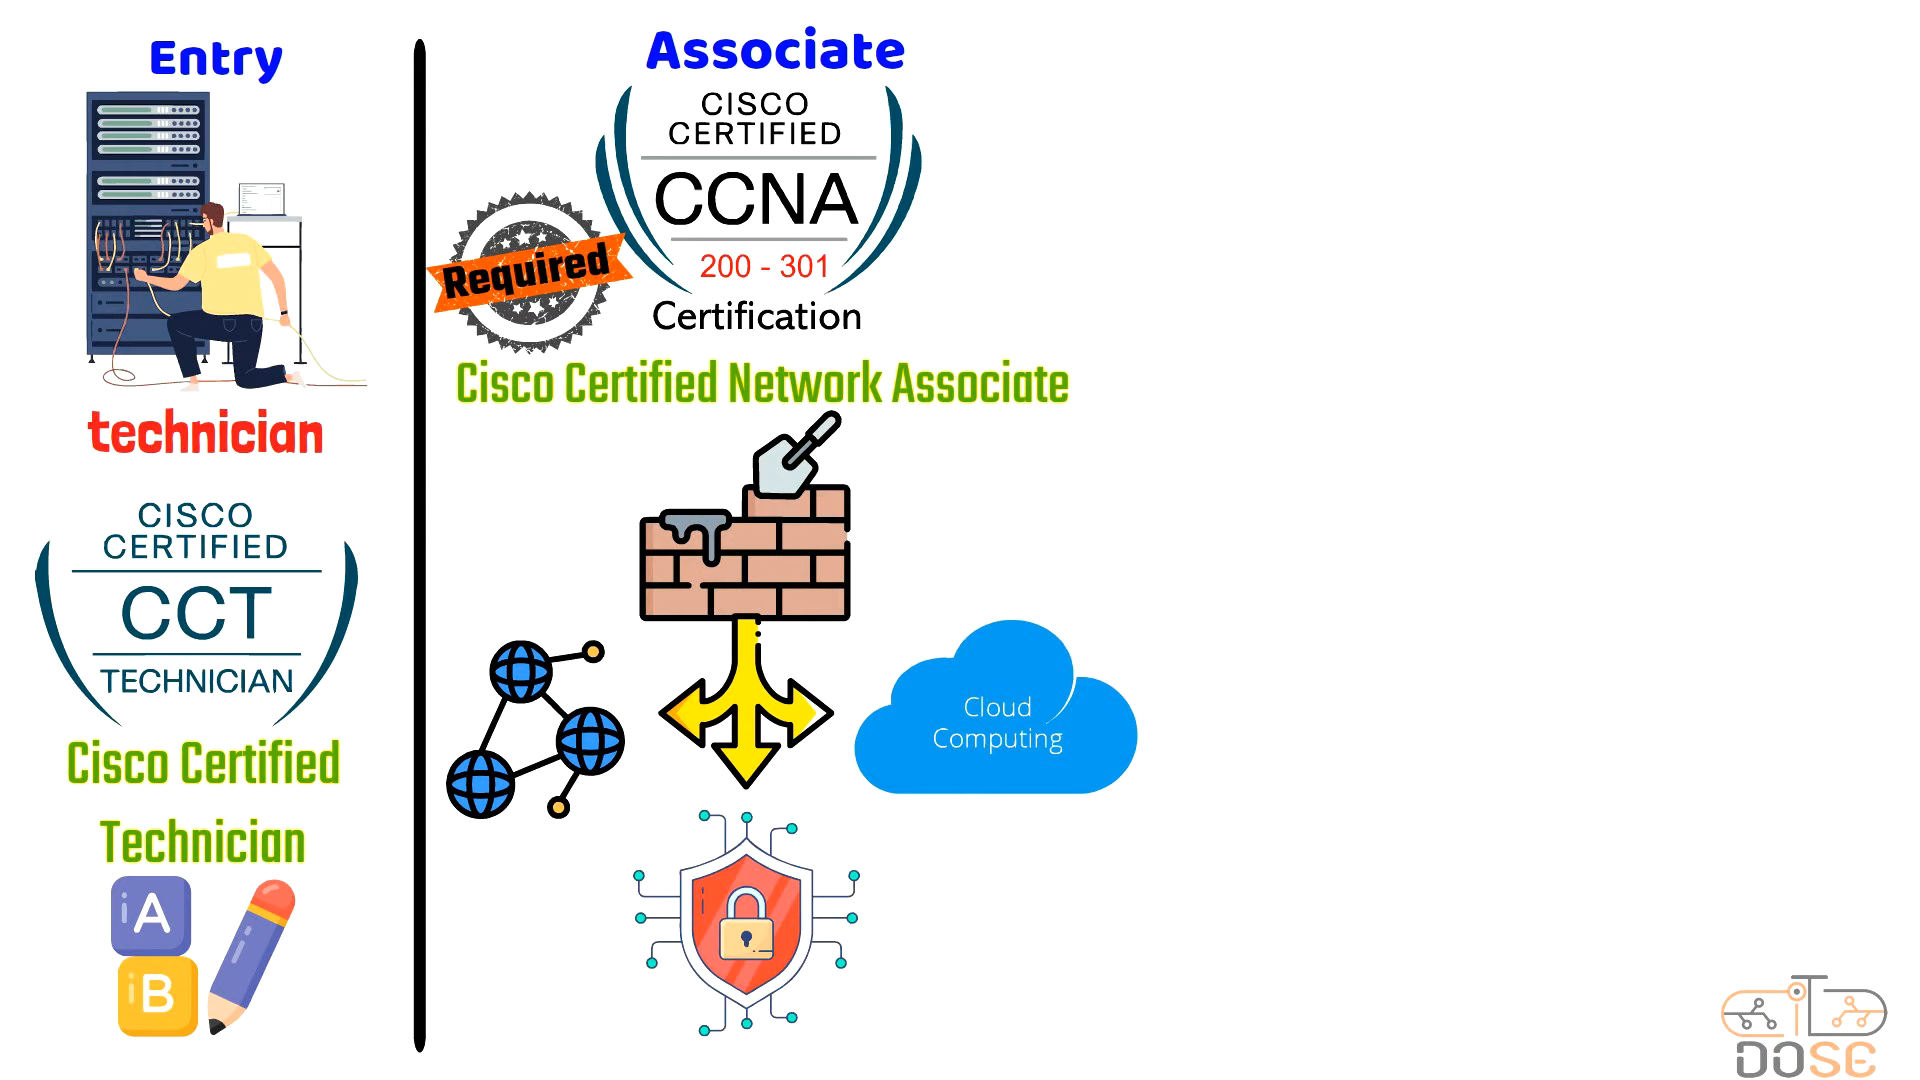 Entry
technician
CISCO
CERTIFIED
CCT
TECHNICIAN
Cisco Certified
Technician
A
B
Associate
CISCO
CERTIFIED
CCNA
200 - 301
Certification
Required
Cisco Certified Network Associate
Cloud
Computing
iT
DOSE